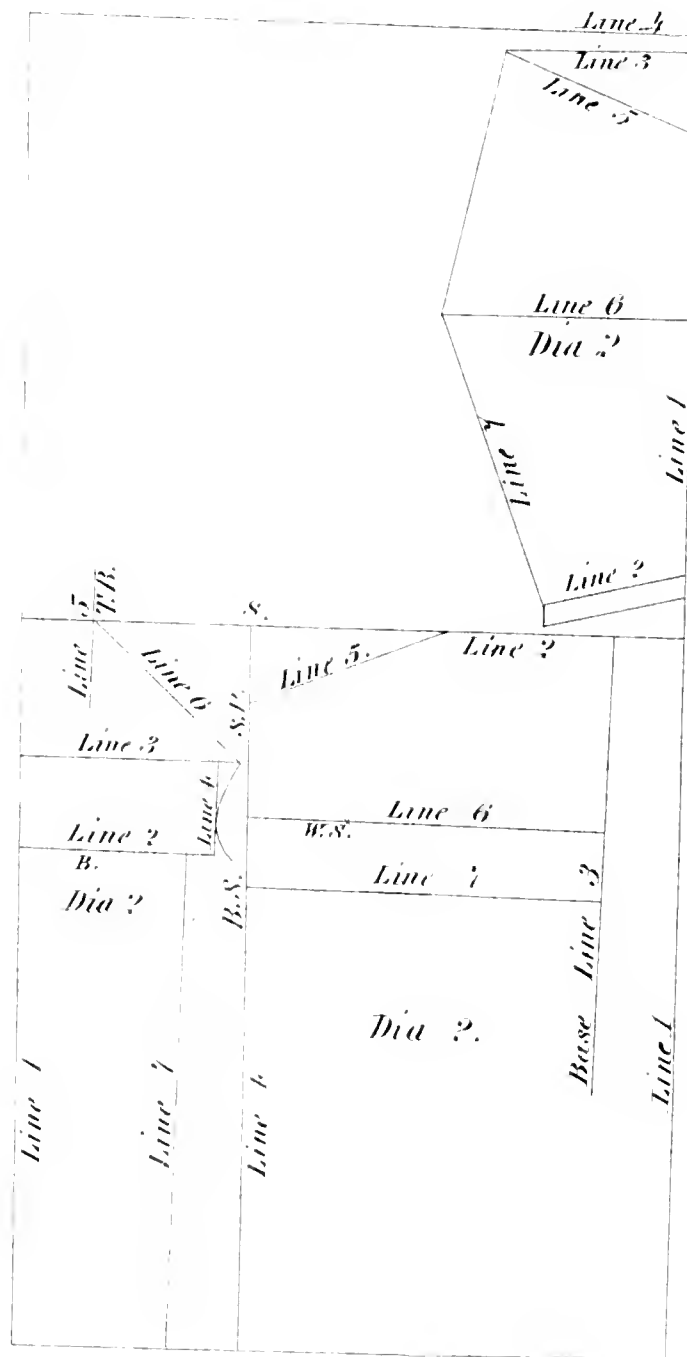 Line 4
Line 3
Line 5
Line 6
Dia 2
Line 7
Line 1
Line 2
Line 5
T.B.
S.
Line 6
Line 5.
Line 2
S.P.
Line 3
Line 4
Line 6
W.S.
Line 2
B.
Dia 2
Line 7
B.S.
Base Line 3
Dia 2.
Line 1
Line 7
Line 4
Line 1